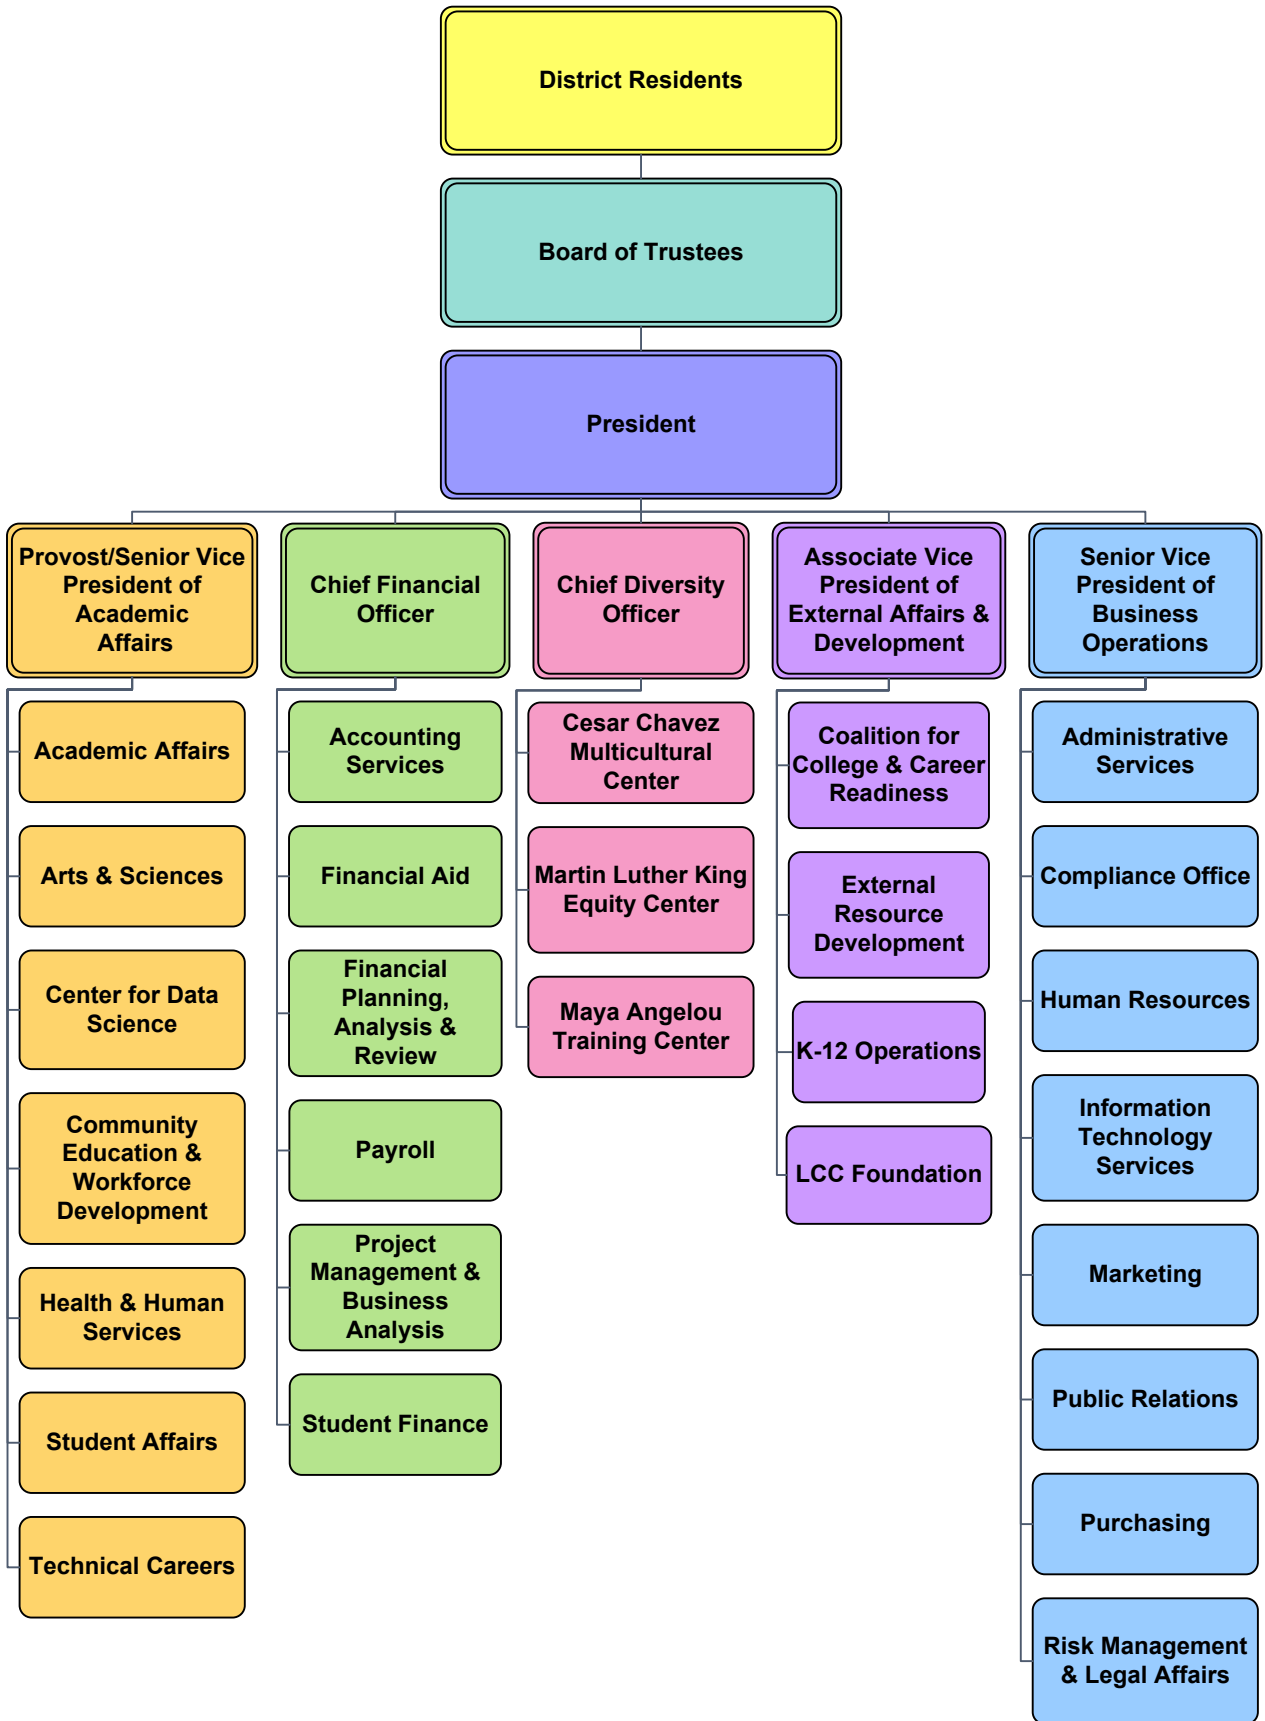 District Residents
Board of Trustees
President
Provost/Senior Vice
President of
Academic
Affairs
Chief Financial
Officer
Chief Diversity
Officer
Associate Vice
President of
External Affairs &
Development
Senior Vice
President of
Business
Operations
Academic Affairs
Arts & Sciences
Center for Data
Science
Community
Education &
Workforce
Development
Health & Human
Services
Student Affairs
Technical Careers
Accounting
Services
Financial Aid
Financial
Planning,
Analysis &
Review
Payroll
Project
Management &
Business
Analysis
Student Finance
Cesar Chavez
Multicultural
Center
Martin Luther King
Equity Center
Maya Angelou
Training Center
Coalition for
College & Career
Readiness
External
Resource
Development
K-12 Operations
LCC Foundation
Administrative
Services
Compliance Office
Human Resources
Information
Technology
Services
Marketing
Public Relations
Purchasing
Risk Management
& Legal Affairs